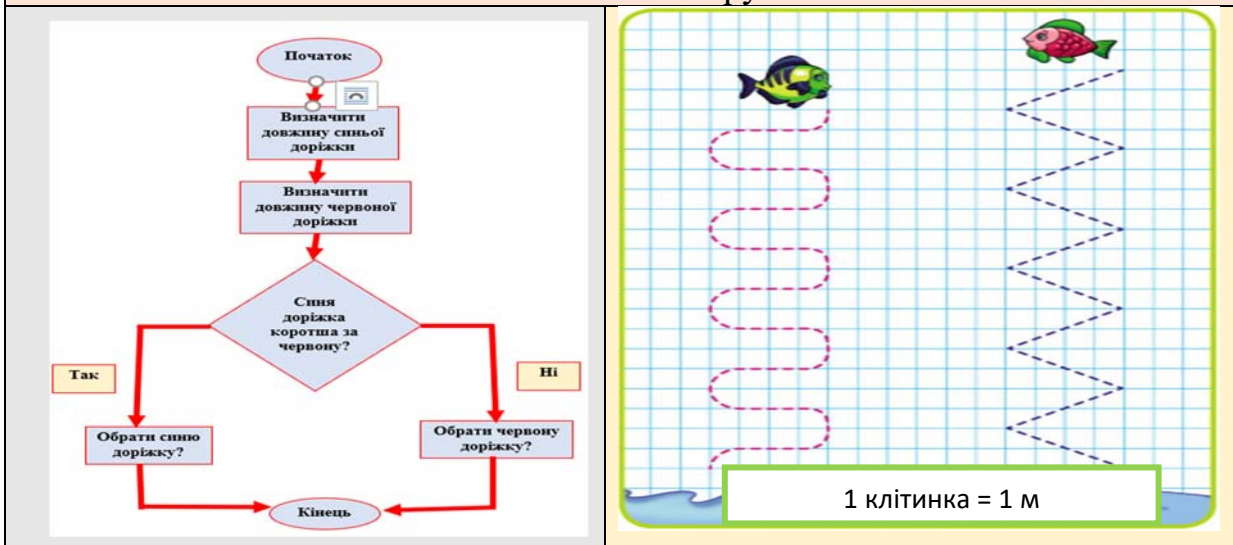 Початок
Визначити
довжину синьої
доріжки
Визначити
довжину червоної
доріжки
Синя
доріжка
коротша за
червону?
Так
Ні
Обрати синю
доріжку?
Обрати червону
доріжку?
Кінець
1 клітинка = 1 м